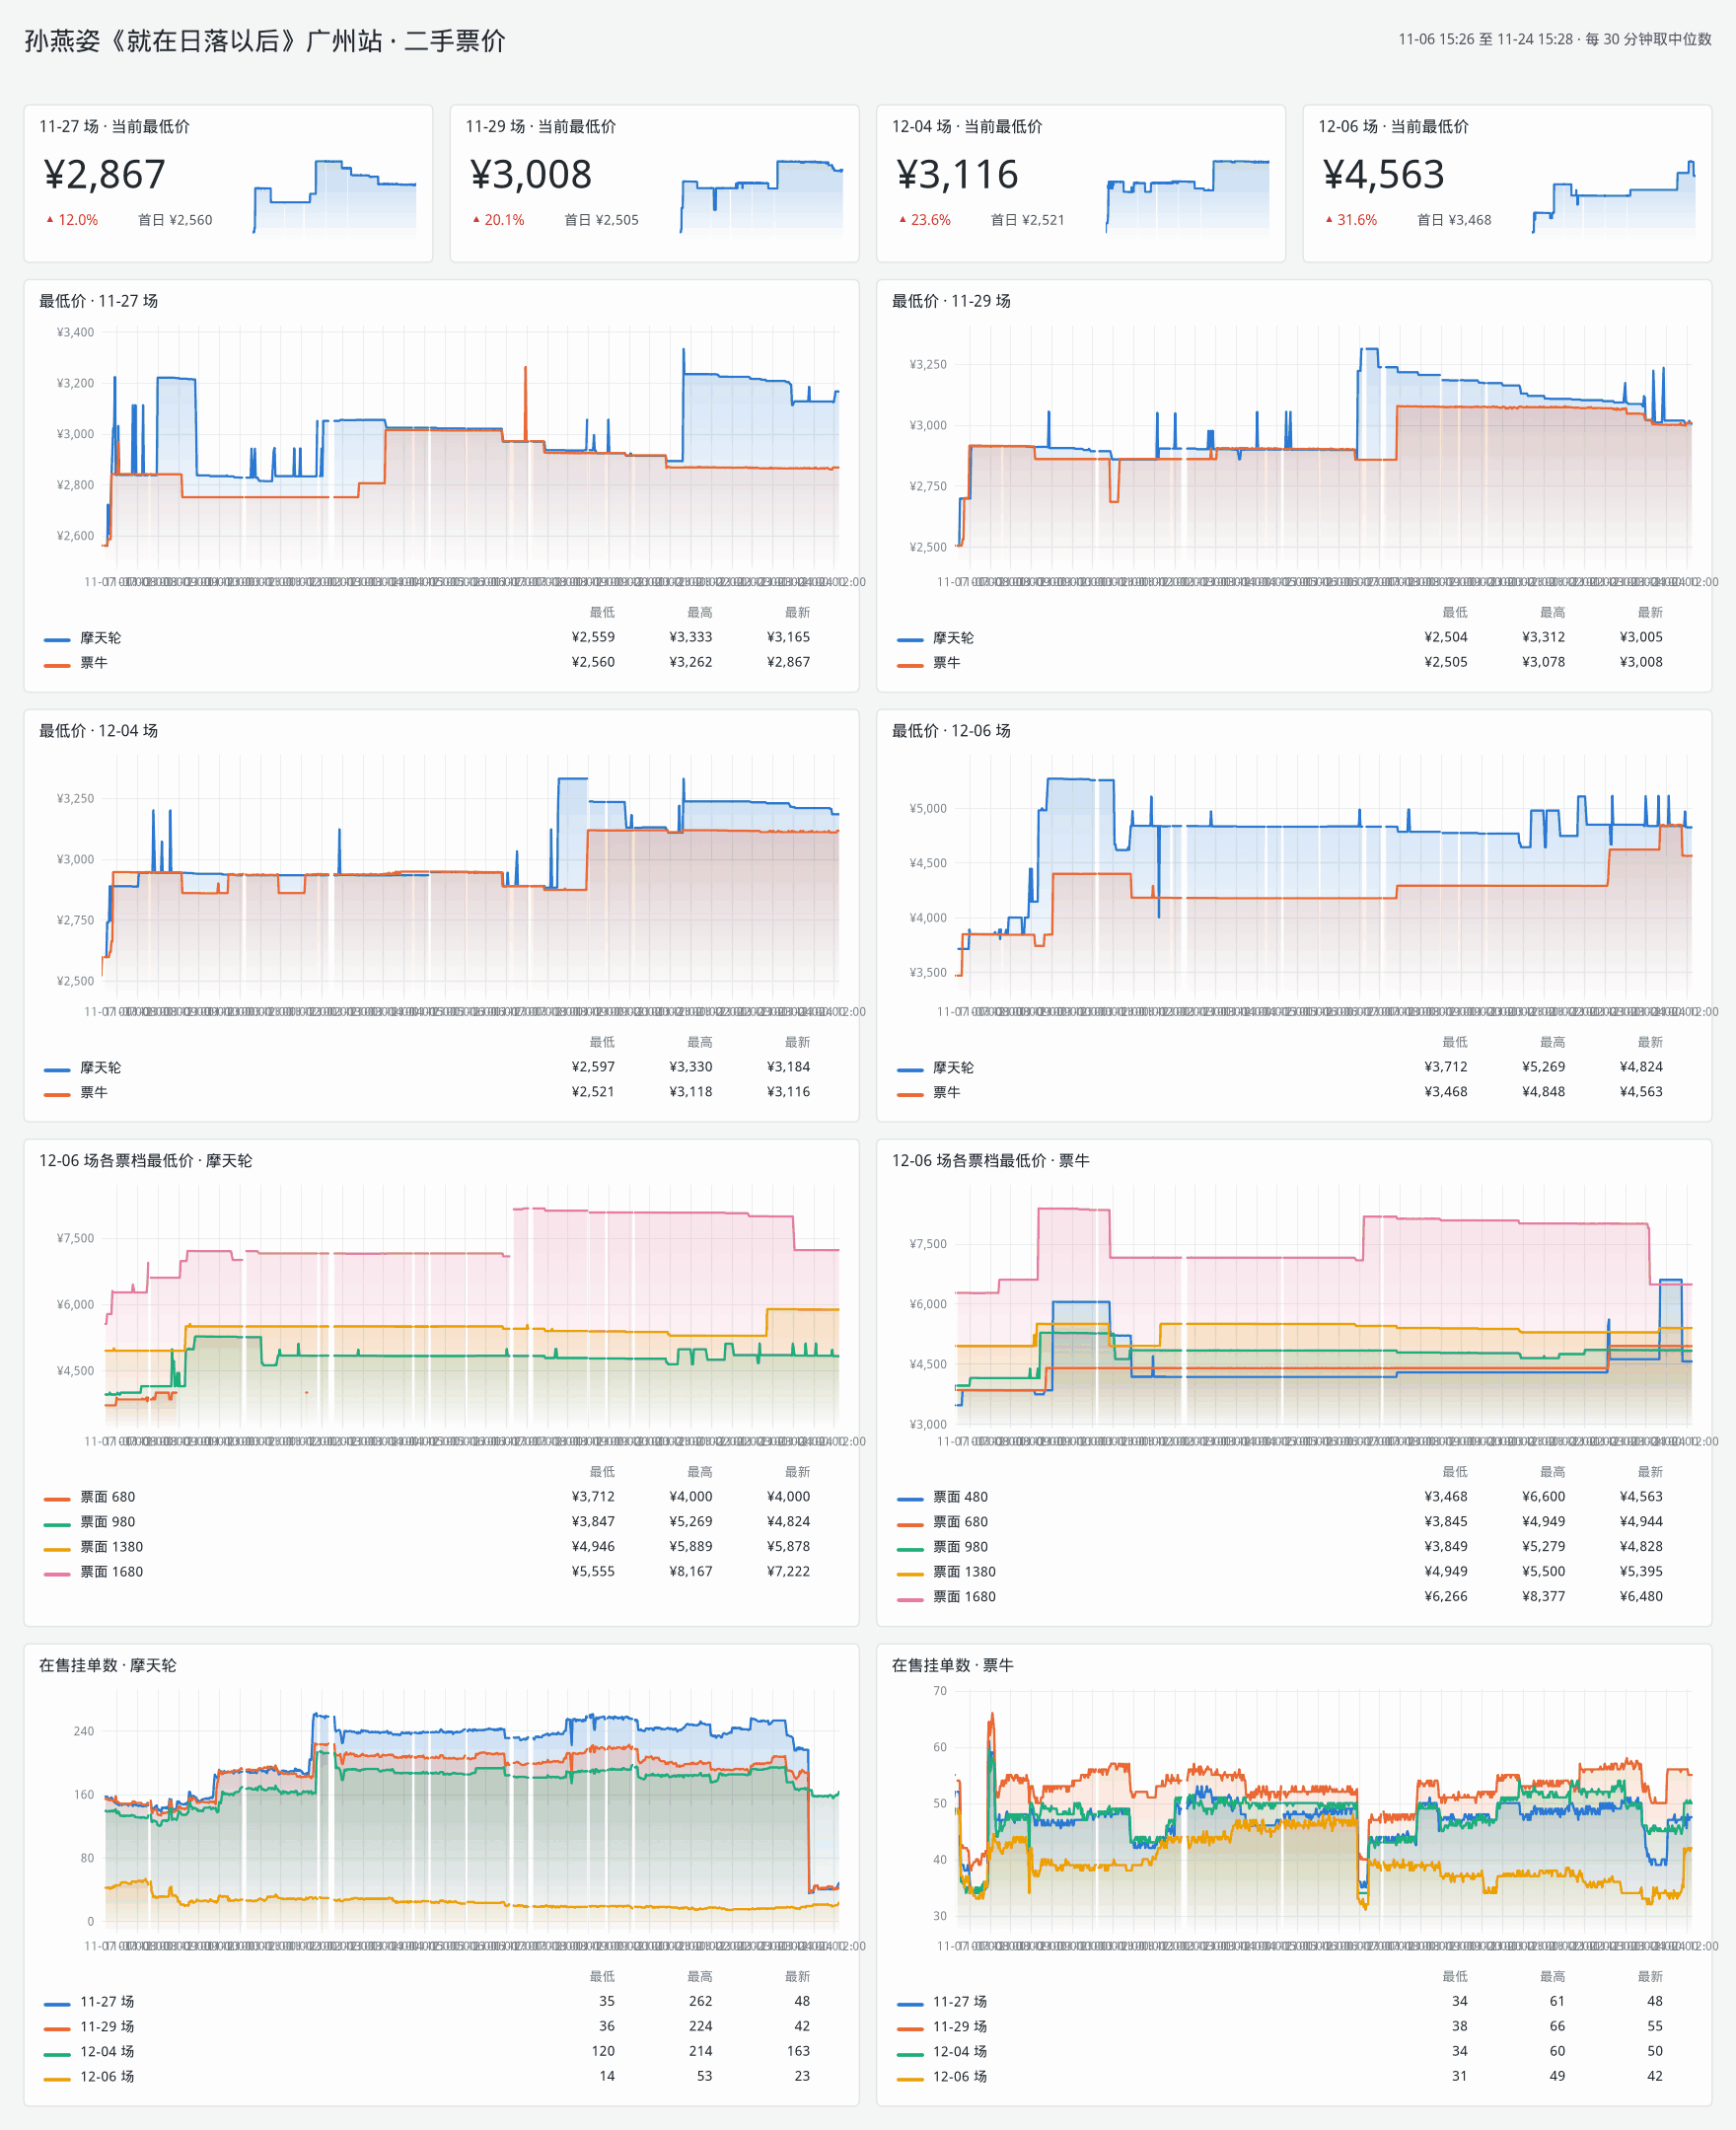 孙燕姿《就在日落以后》广州站 · 二手票价
11-06 15:26 至 11-24 15:28 · 每 30 分钟取中位数
11-27 场 · 当前最低价
¥2,867
▲ 12.0% 首日 ¥2,560
11-29 场 · 当前最低价
¥3,008
▲ 20.1% 首日 ¥2,505
12-04 场 · 当前最低价
¥3,116
▲ 23.6% 首日 ¥2,521
12-06 场 · 当前最低价
¥4,563
▲ 31.6% 首日 ¥3,468
最低价 · 11-27 场
¥3,400
¥3,200
¥3,000
¥2,800
¥2,600
最低 最高 最新
摩天轮 ¥2,559 ¥3,333 ¥3,165
票牛 ¥2,560 ¥3,262 ¥2,867
最低价 · 11-29 场
¥3,250
¥3,000
¥2,750
¥2,500
最低 最高 最新
摩天轮 ¥2,504 ¥3,312 ¥3,005
票牛 ¥2,505 ¥3,078 ¥3,008
最低价 · 12-04 场
¥3,250
¥3,000
¥2,750
¥2,500
最低 最高 最新
摩天轮 ¥2,597 ¥3,330 ¥3,184
票牛 ¥2,521 ¥3,118 ¥3,116
最低价 · 12-06 场
¥5,000
¥4,500
¥4,000
¥3,500
最低 最高 最新
摩天轮 ¥3,712 ¥5,269 ¥4,824
票牛 ¥3,468 ¥4,848 ¥4,563
12-06 场各票档最低价 · 摩天轮
¥7,500
¥6,000
¥4,500
最低 最高 最新
票面 680 ¥3,712 ¥4,000 ¥4,000
票面 980 ¥3,847 ¥5,269 ¥4,824
票面 1380 ¥4,946 ¥5,889 ¥5,878
票面 1680 ¥5,555 ¥8,167 ¥7,222
12-06 场各票档最低价 · 票牛
¥7,500
¥6,000
¥4,500
¥3,000
最低 最高 最新
票面 480 ¥3,468 ¥6,600 ¥4,563
票面 680 ¥3,845 ¥4,949 ¥4,944
票面 980 ¥3,849 ¥5,279 ¥4,828
票面 1380 ¥4,949 ¥5,500 ¥5,395
票面 1680 ¥6,266 ¥8,377 ¥6,480
在售挂单数 · 摩天轮
240
160
80
0
最低 最高 最新
11-27 场 35 262 48
11-29 场 36 224 42
12-04 场 120 214 163
12-06 场 14 53 23
在售挂单数 · 票牛
70
60
50
40
30
最低 最高 最新
11-27 场 34 61 48
11-29 场 38 66 55
12-04 场 34 60 50
12-06 场 31 49 42